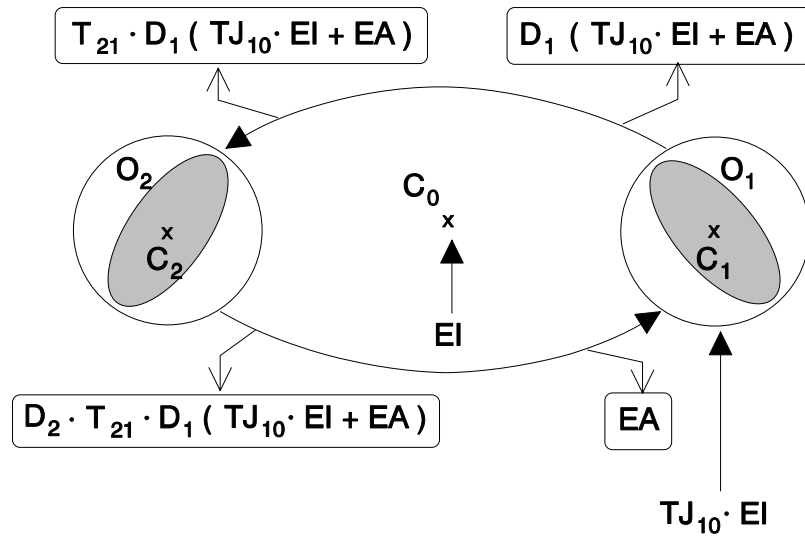 T₂₁ · D₁ ( TJ₁₀ · EI + EA )
D₁ ( TJ₁₀ · EI + EA )
O₂
O₁
C₀
x
x
C₂
x
C₁
EI
D₂ · T₂₁ · D₁ ( TJ₁₀ · EI + EA )
EA
TJ₁₀ · EI